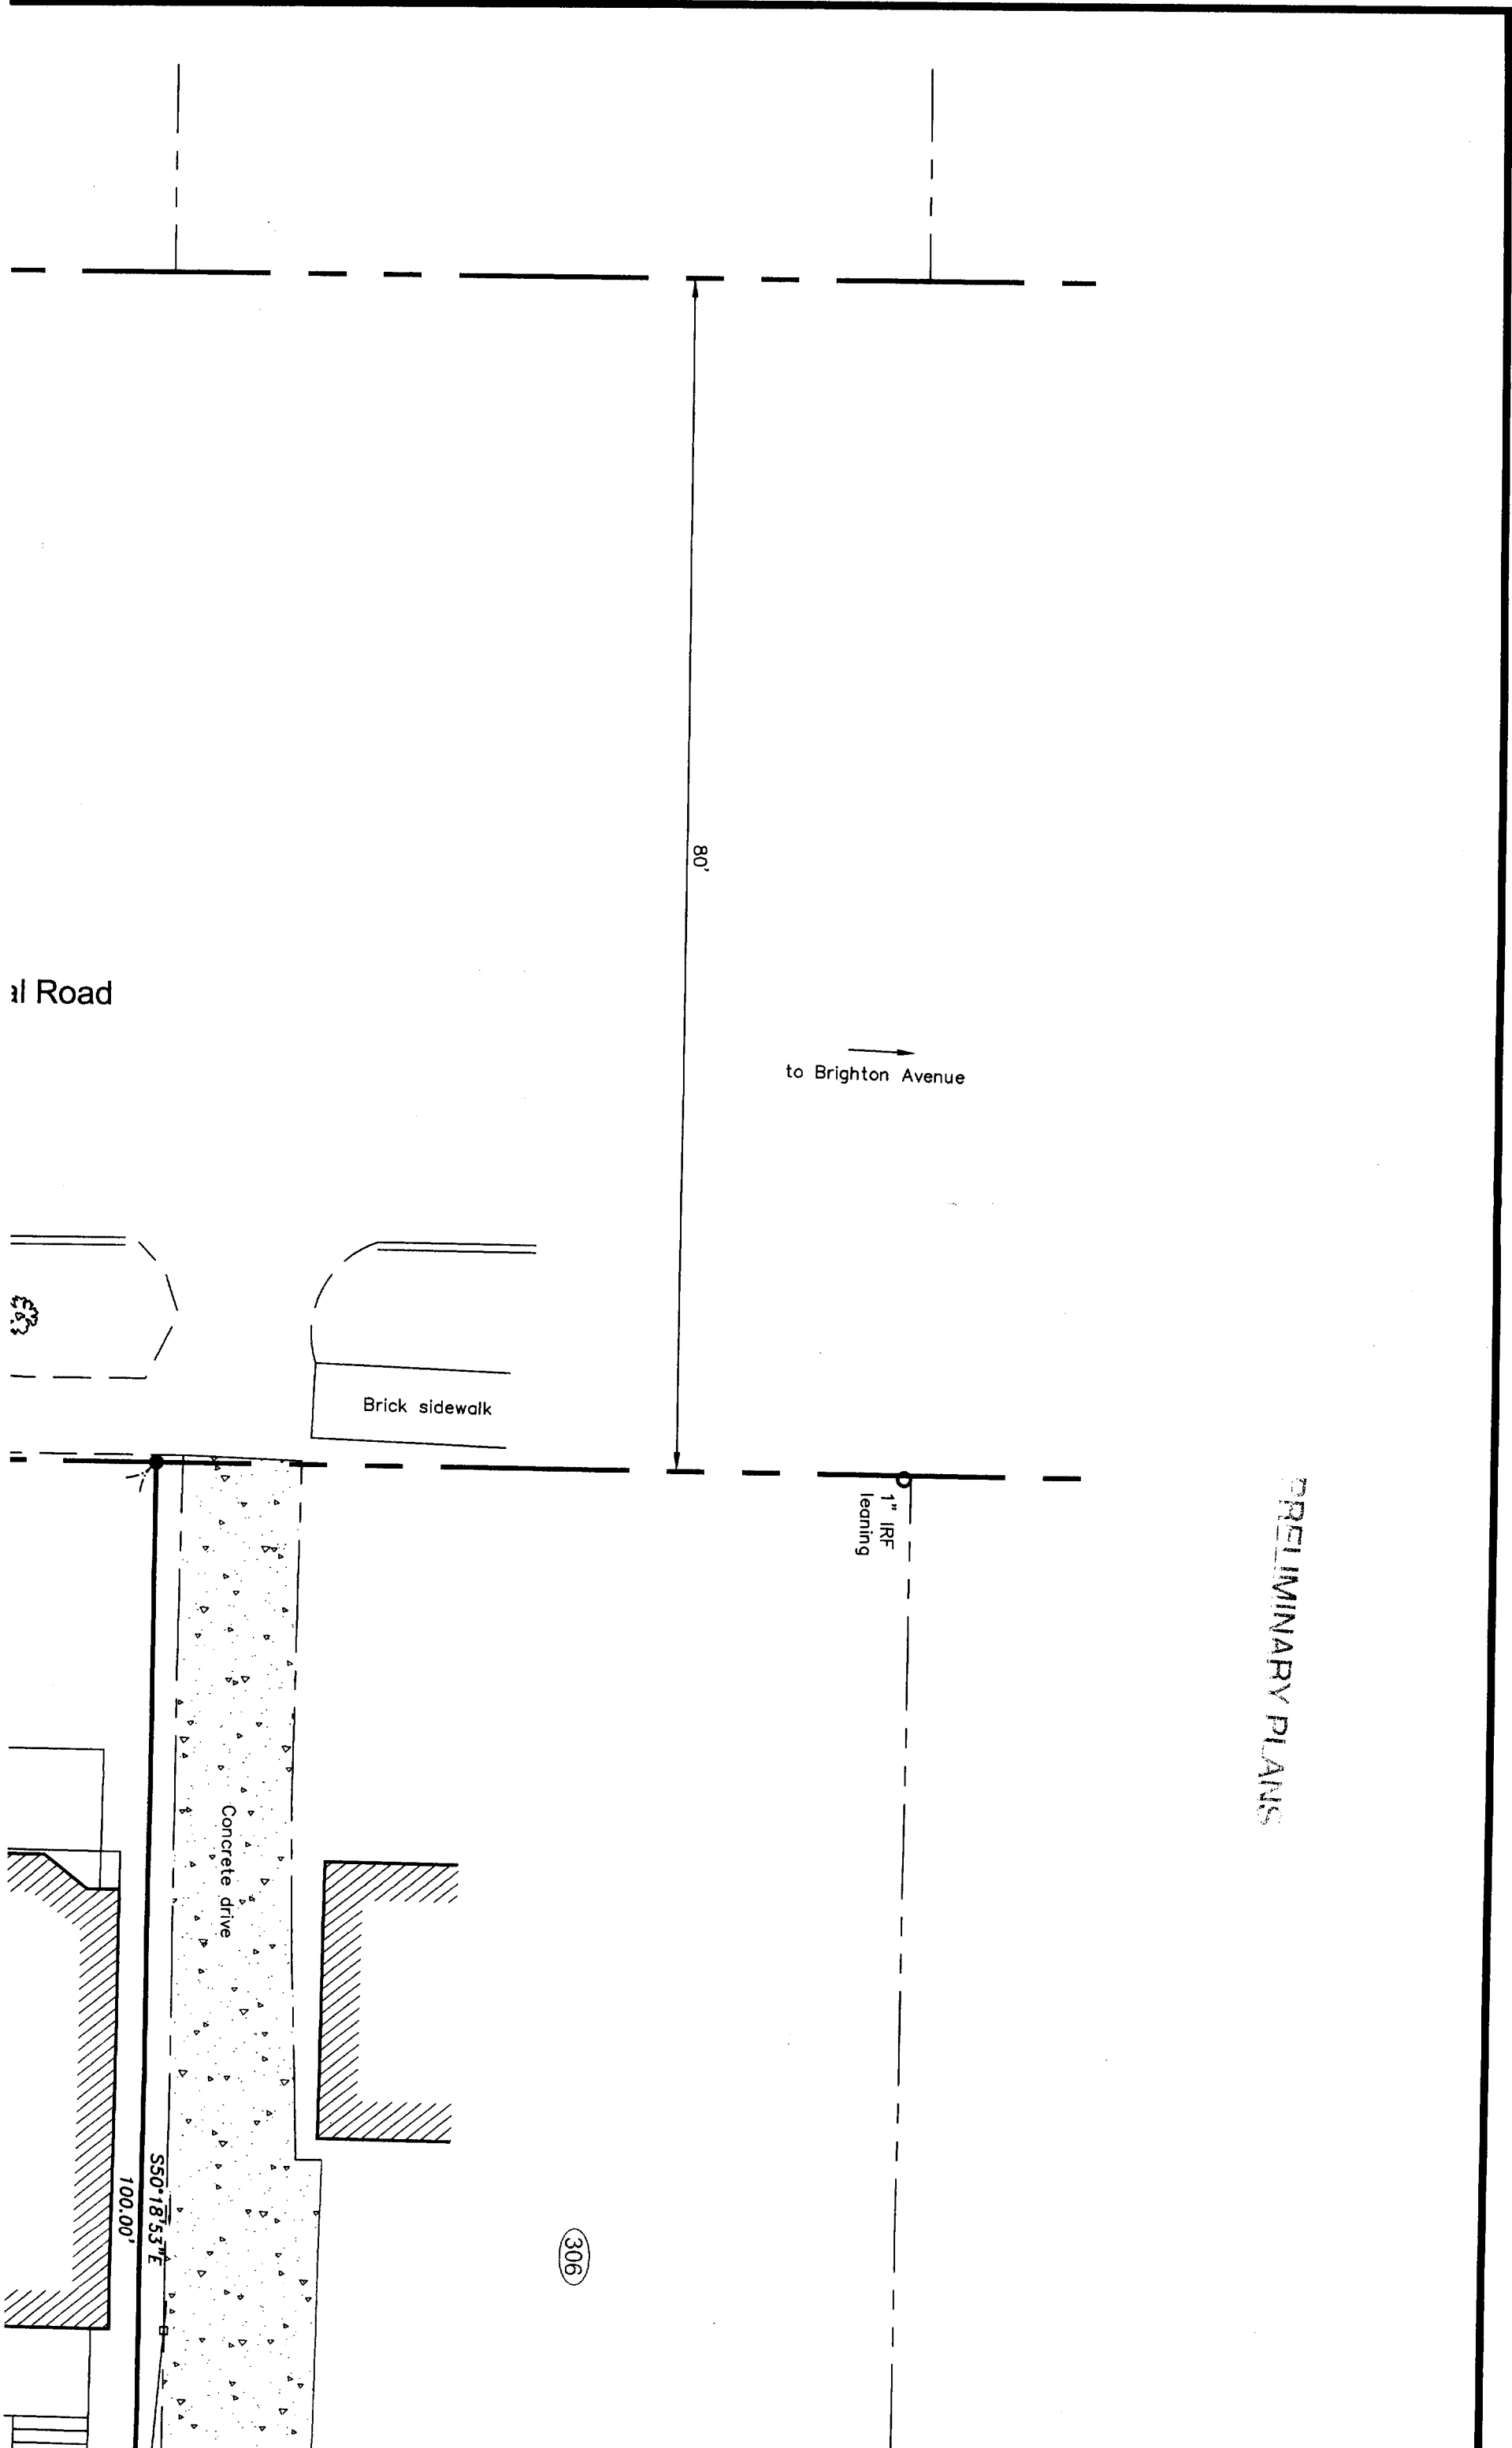 80'
Road
to Brighton Avenue
Brick sidewalk
1" IRF
leaning
PRELIMINARY PLANS
Concrete drive
S50°18'53"E
100.00'
306